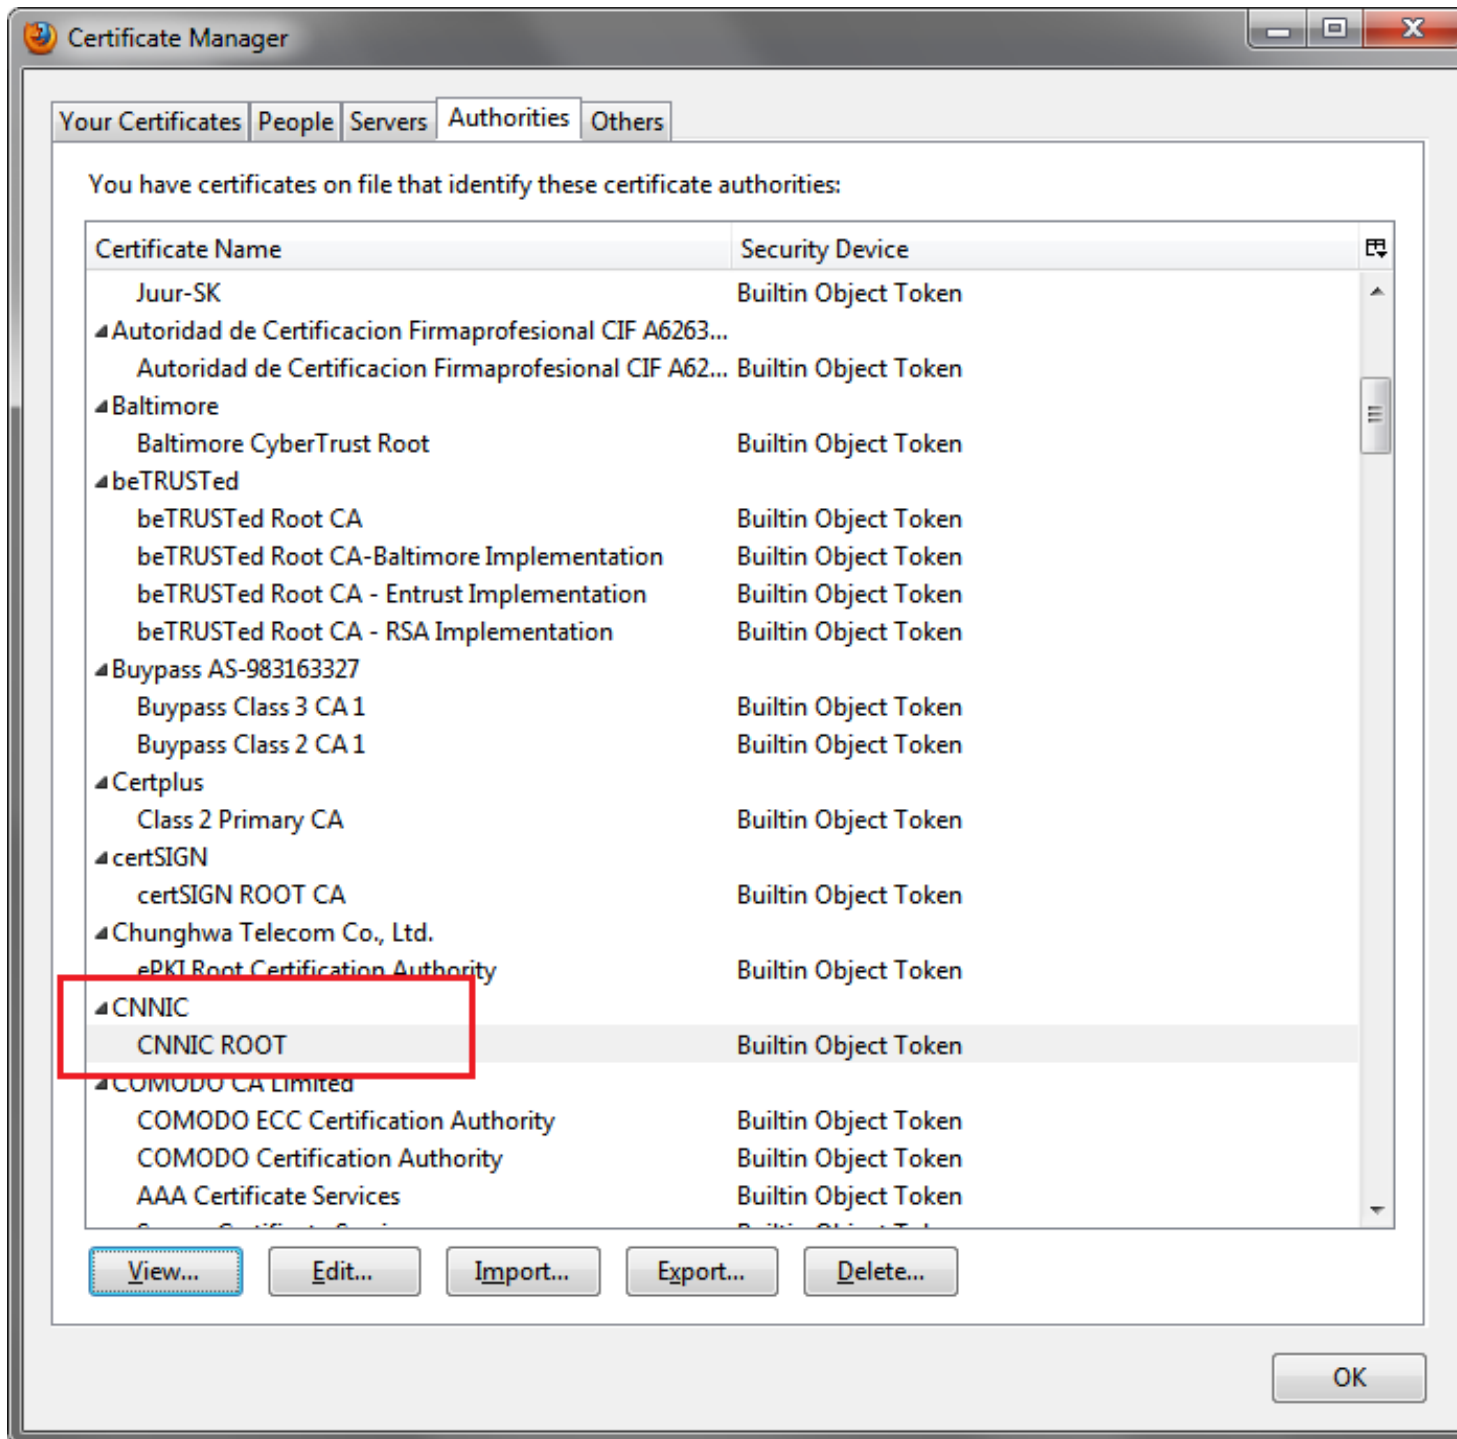 Certificate Manager
Your Certificates People Servers Authorities Others
You have certificates on file that identify these certificate authorities:
Certificate Name Security Device
Juur-SK Builtin Object Token
Autoridad de Certificacion Firmaprofesional CIF A6263...
Autoridad de Certificacion Firmaprofesional CIF A62... Builtin Object Token
Baltimore
Baltimore CyberTrust Root Builtin Object Token
beTRUSTed
beTRUSTed Root CA Builtin Object Token
beTRUSTed Root CA-Baltimore Implementation Builtin Object Token
beTRUSTed Root CA - Entrust Implementation Builtin Object Token
beTRUSTed Root CA - RSA Implementation Builtin Object Token
Buypass AS-983163327
Buypass Class 3 CA 1 Builtin Object Token
Buypass Class 2 CA 1 Builtin Object Token
Certplus
Class 2 Primary CA Builtin Object Token
certSIGN
certSIGN ROOT CA Builtin Object Token
Chunghwa Telecom Co., Ltd.
ePKI Root Certification Authority Builtin Object Token
CNNIC
CNNIC ROOT Builtin Object Token
COMODO CA Limited
COMODO ECC Certification Authority Builtin Object Token
COMODO Certification Authority Builtin Object Token
AAA Certificate Services Builtin Object Token
View... Edit... Import... Export... Delete...
OK